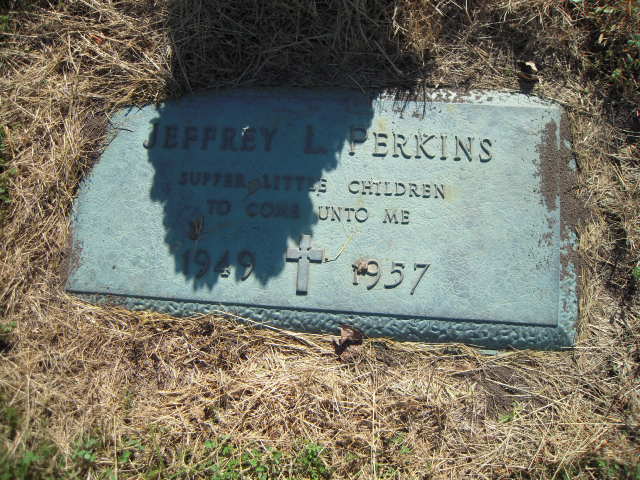 JEFFREY L. PERKINS
SUFFER LITTLE CHILDREN
TO COME UNTO ME
1949 1957